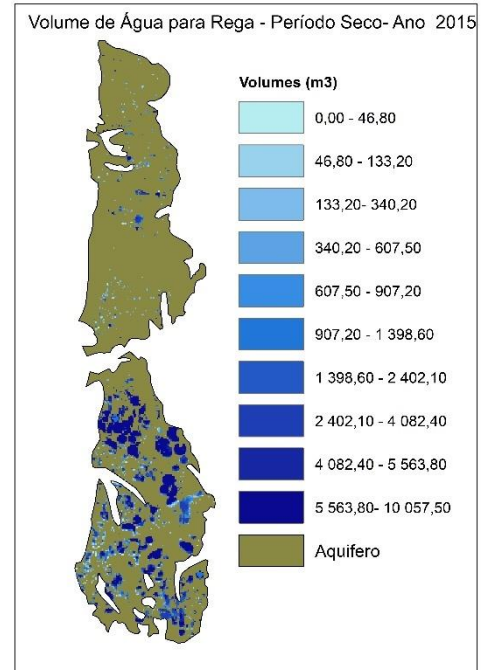 Volume de Água para Rega - Período Seco- Ano 2015
Volumes (m3)
0,00 - 46,80
46,80 - 133,20
133,20- 340,20
340,20 - 607,50
607,50 - 907,20
907,20 - 1 398,60
1 398,60 - 2 402,10
2 402,10 - 4 082,40
4 082,40 - 5 563,80
5 563,80- 10 057,50
Aquifero